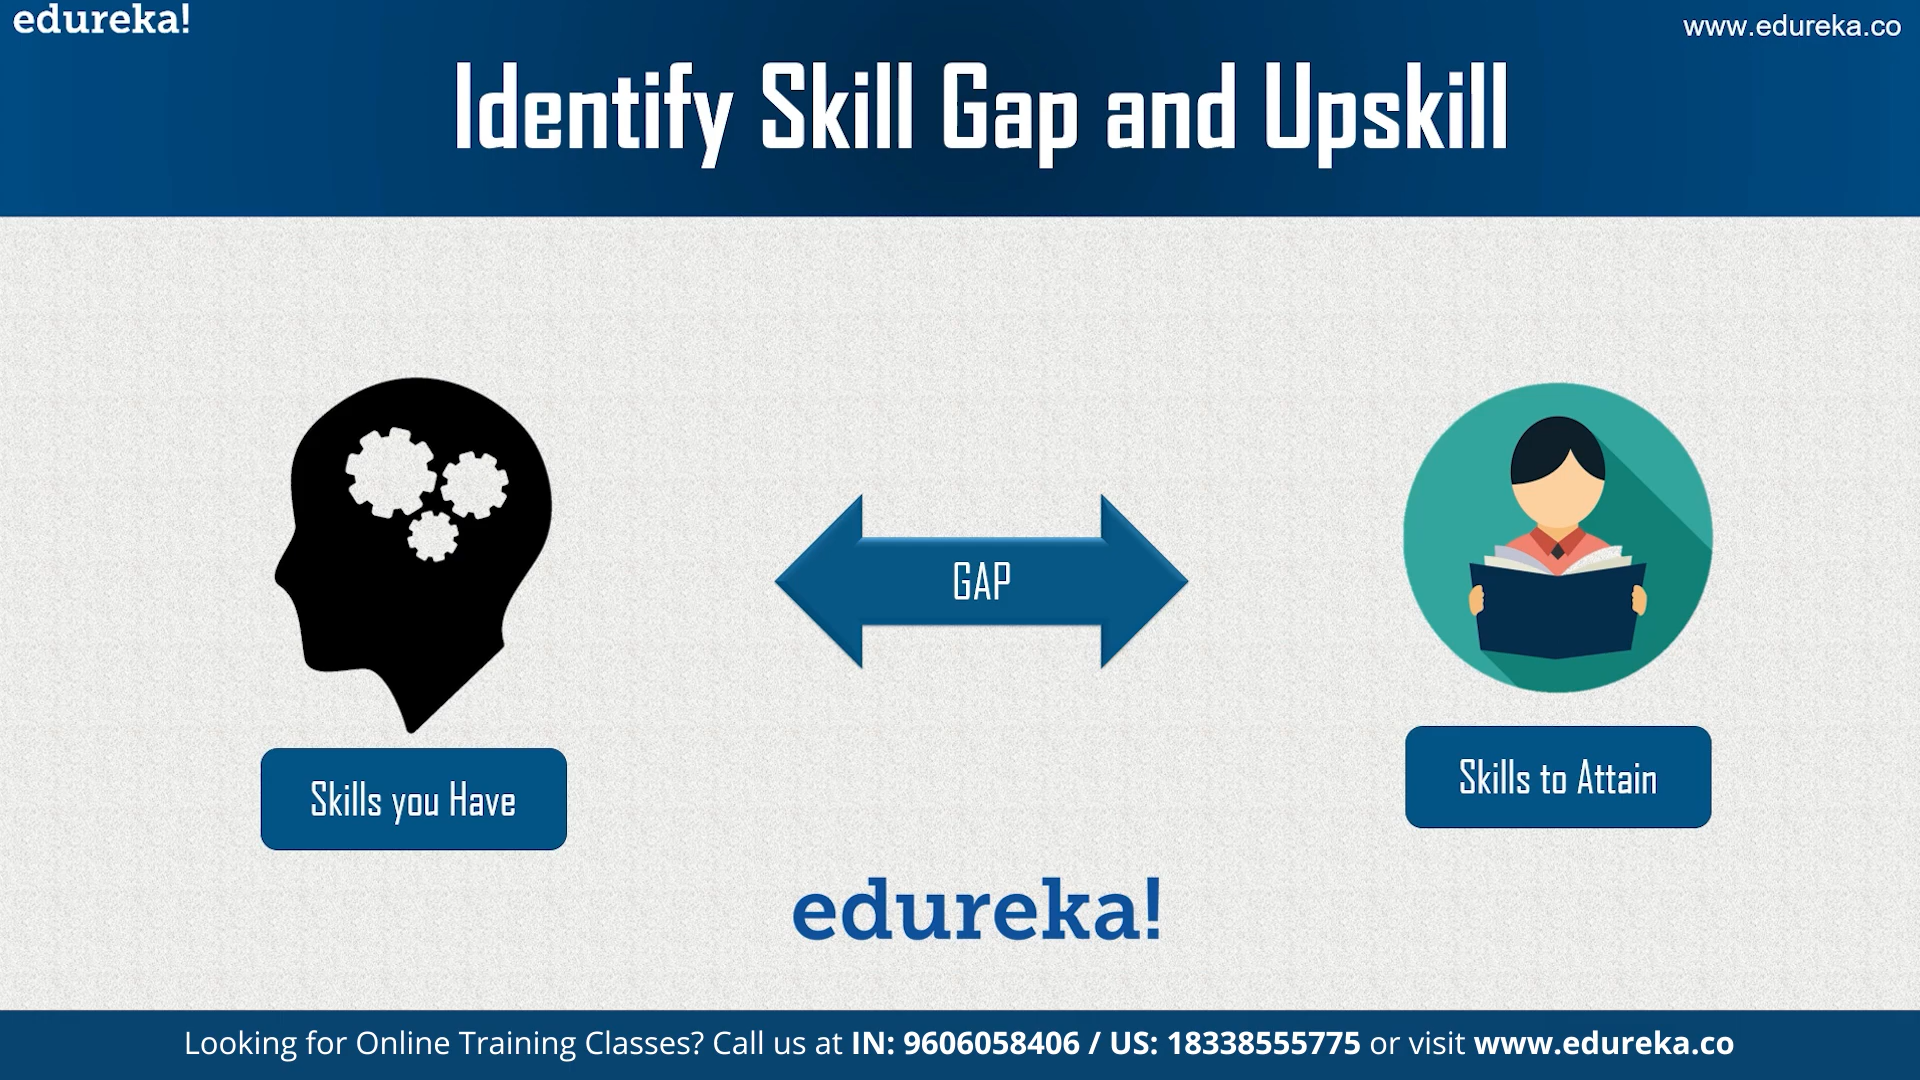 edureka!
www.edureka.co
Identify Skill Gap and Upskill
GAP
Skills you Have
Skills to Attain
edureka!
Looking for Online Training Classes? Call us at IN: 9606058406 / US: 18338555775 or visit www.edureka.co